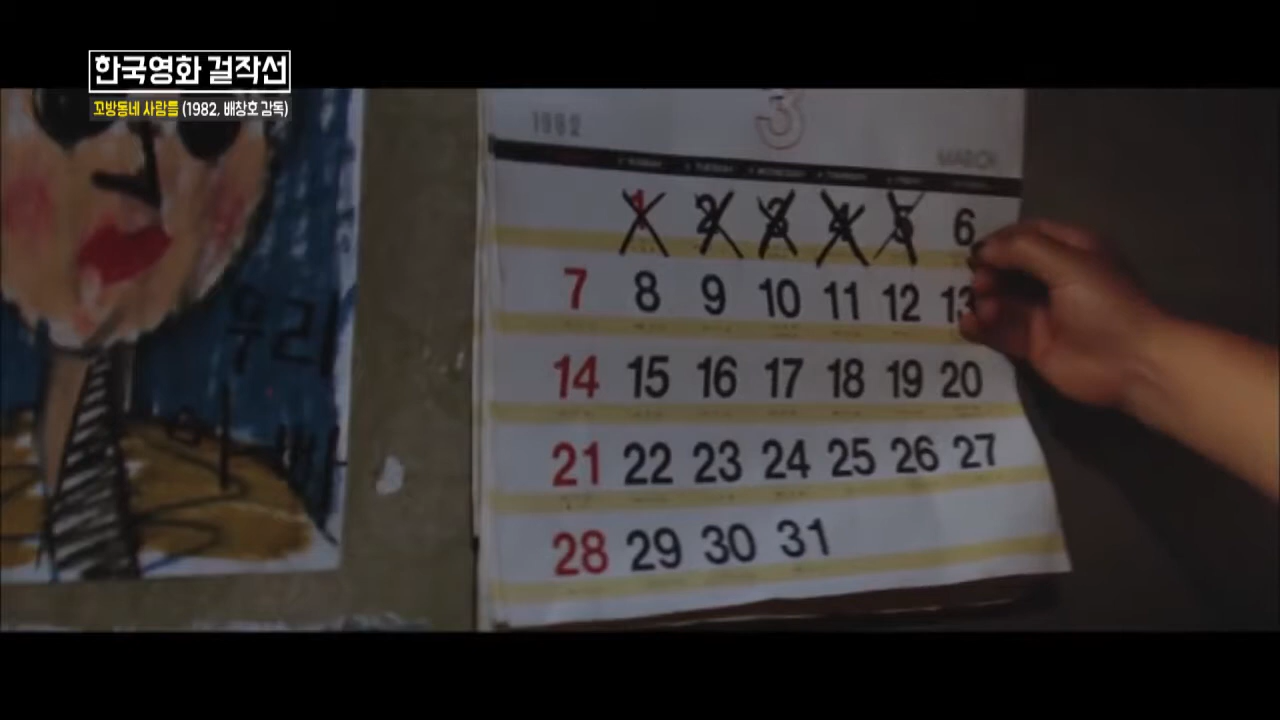 한국영화 걸작선
꼬방동네 사람들 (1982, 배창호 감독)
1982
3
MARCH
1 2 3 4 5 6
7 8 9 10 11 12 13
14 15 16 17 18 19 20
21 22 23 24 25 26 27
28 29 30 31
우리
아빠